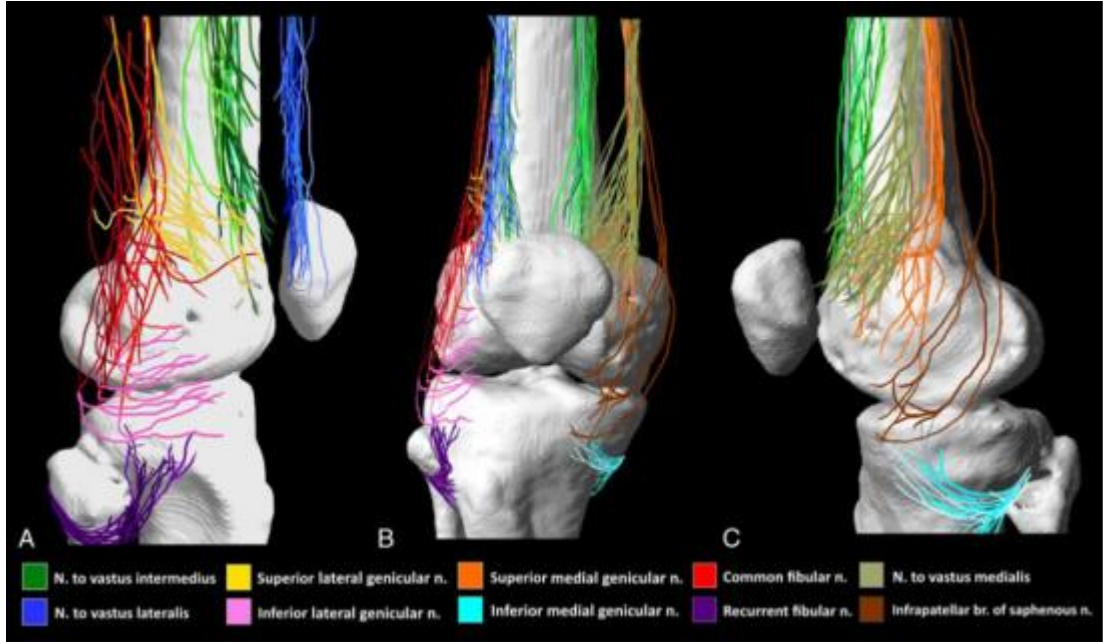 A B C
N. to vastus intermedius Superior lateral genicular n. Superior medial genicular n. Common fibular n. N. to vastus medialis
N. to vastus lateralis Inferior lateral genicular n. Inferior medial genicular n. Recurrent fibular n. Infrapatellar br. of saphenous n.